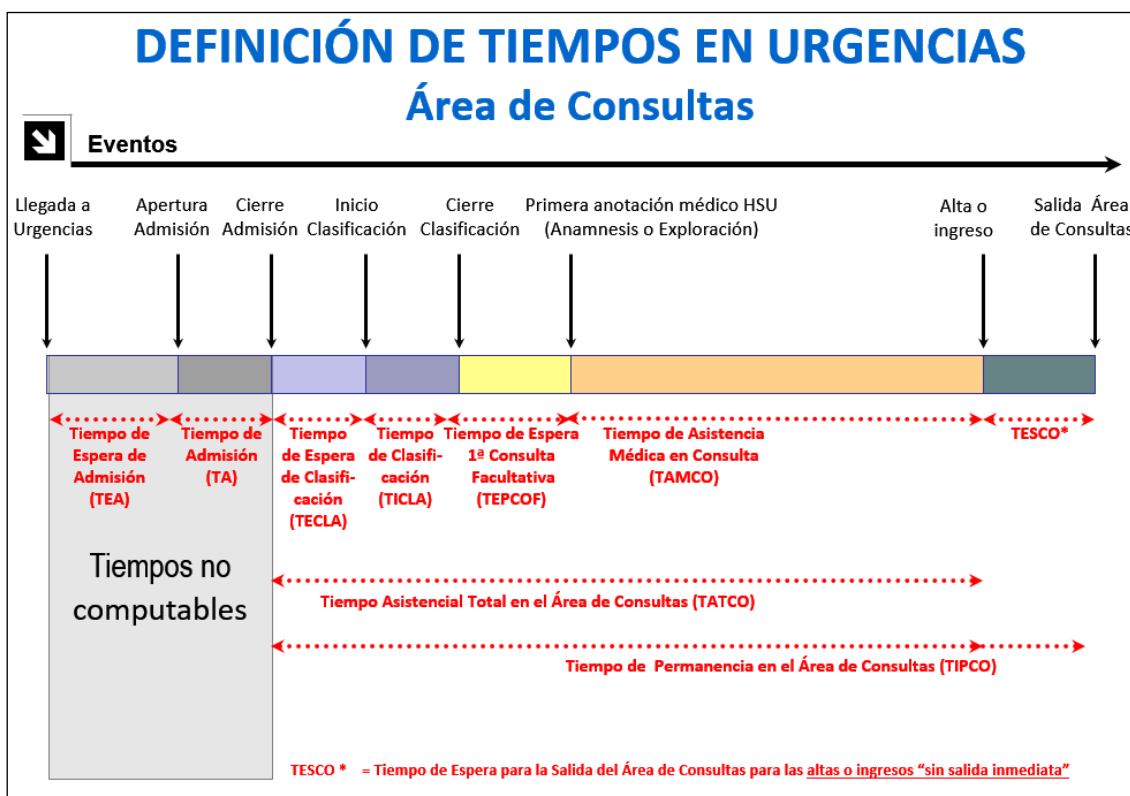 DEFINICIÓN DE TIEMPOS EN URGENCIAS
Área de Consultas
Eventos
Llegada a
Urgencias
Apertura
Admisión
Cierre
Admisión
Inicio
Clasificación
Cierre
Clasificación
Primera anotación médico HSU
(Anamnesis o Exploración)
Alta o
ingreso
Salida Área
de Consultas
Tiempo de
Espera de
Admisión
(TEA)
Tiempo de
Admisión
(TA)
Tiempo
de Espera
de Clasifi-
cación
(TECLA)
Tiempo
de Clasifi-
cación
(TICLA)
Tiempo de Espera
1ª Consulta
Facultativa
(TEPCOF)
Tiempo de Asistencia
Médica en Consulta
(TAMCO)
TESCO*
Tiempos no
computables
Tiempo Asistencial Total en el Área de Consultas (TATCO)
Tiempo de Permanencia en el Área de Consultas (TIPCO)
TESCO * = Tiempo de Espera para la Salida del Área de Consultas para las altas o ingresos “sin salida inmediata”